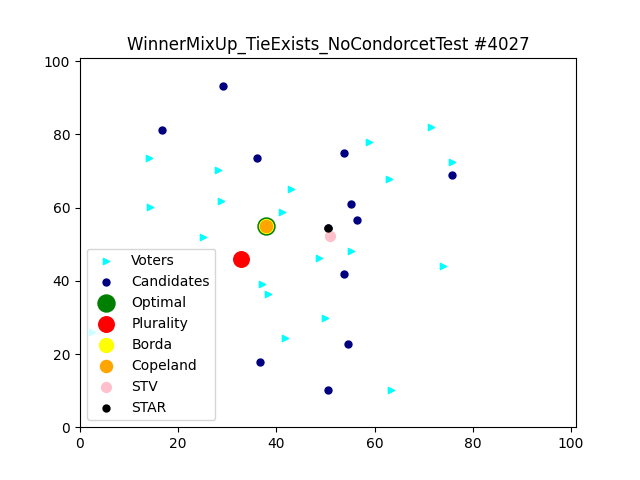 WinnerMixUp_TieExists_NoCondorcetTest #4027
100
80
60
40
20
0
Voters
Candidates
Optimal
Plurality
Borda
Copeland
STV
STAR
0 20 40 60 80 100